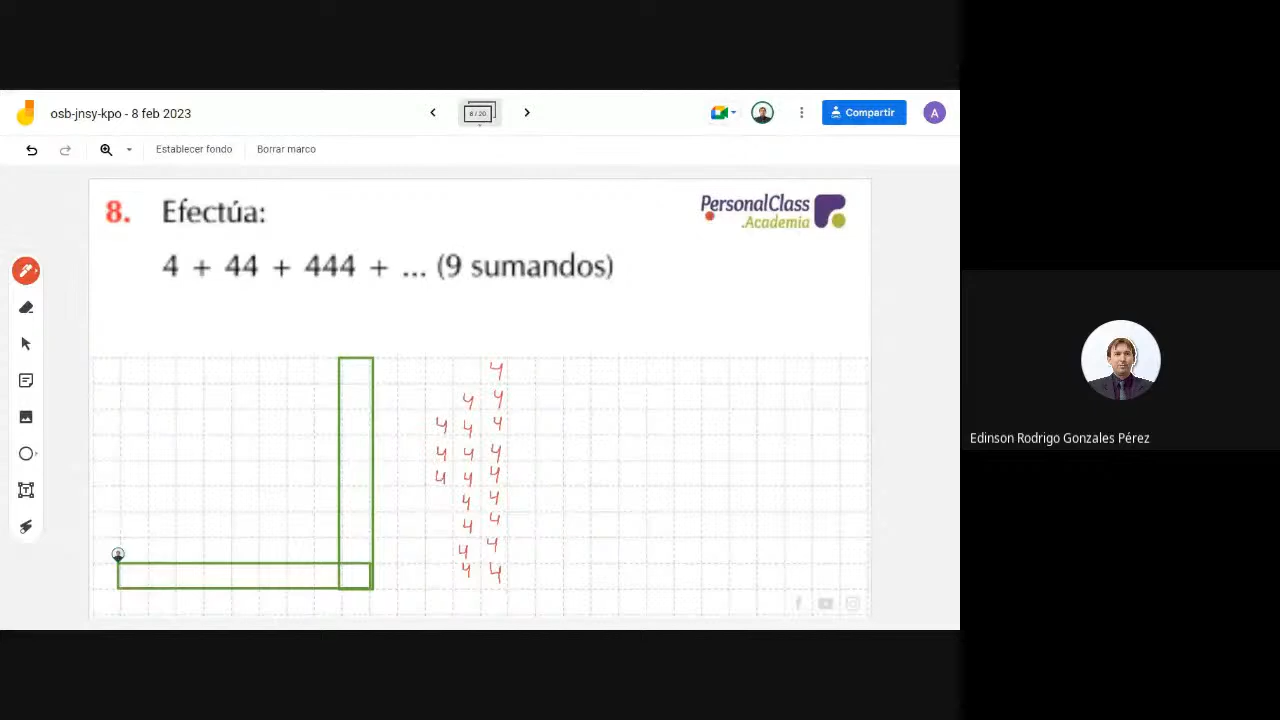 osb-jnsy-kpo - 8 feb 2023
6 / 20
Compartir
A
Establecer fondo
Borrar marco
8. Efectúa:
PersonalClass
.Academia
4 + 44 + 444 + ... (9 sumandos)
4
4 4
4 4 4
4 4 4
4 4 4
4 4
4 4
4 4
4 4
Edinson Rodrigo Gonzales Pérez